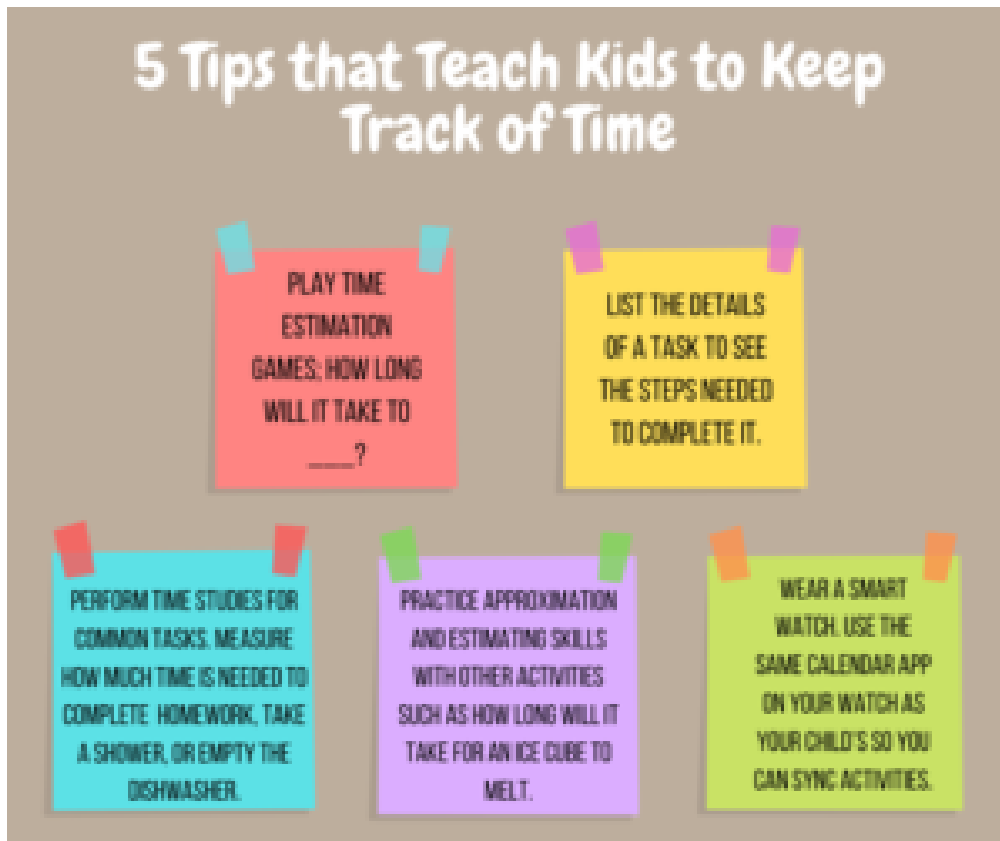 5 Tips that Teach Kids to Keep
Track of Time
PLAY TIME
ESTIMATION
GAMES; HOW LONG
WILL IT TAKE TO
____?
LIST THE DETAILS
OF A TASK TO SEE
THE STEPS NEEDED
TO COMPLETE IT.
PERFORM TIME STUDIES FOR
COMMON TASKS. MEASURE
HOW MUCH TIME IS NEEDED TO
COMPLETE HOMEWORK, TAKE
A SHOWER, OR EMPTY THE
DISHWASHER.
PRACTICE APPROXIMATION
AND ESTIMATING SKILLS
WITH OTHER ACTIVITIES
SUCH AS HOW LONG WILL IT
TAKE FOR AN ICE CUBE TO
MELT.
WEAR A SMART
WATCH. USE THE
SAME CALENDAR APP
ON YOUR WATCH AS
YOUR CHILD'S SO YOU
CAN SYNC ACTIVITIES.